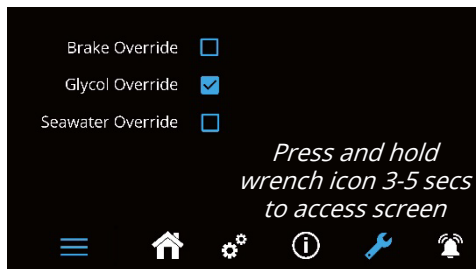 Brake Override
Glycol Override
Seawater Override
Press and hold
wrench icon 3-5 secs
to access screen